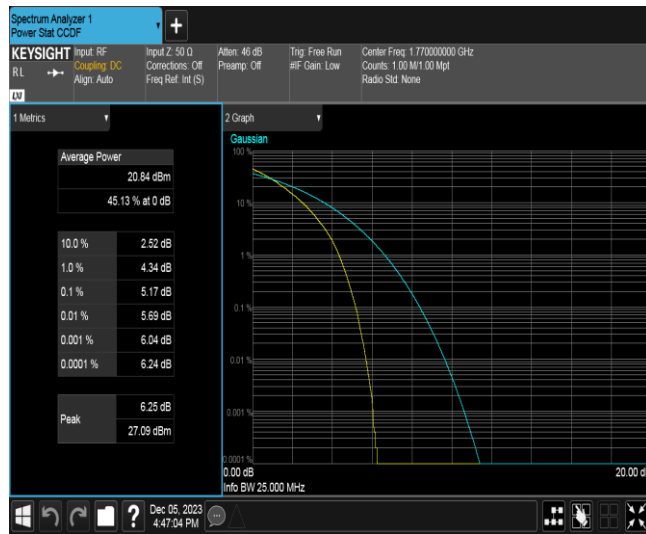 Spectrum Analyzer 1
Power Stat CCDF
+
KEYSIGHT
RL
LXI
Input: RF
Coupling: DC
Align: Auto
Input Z: 50 Ω
Corrections: Off
Freq Ref: Int (S)
Atten: 46 dB
Preamp: Off
Trig: Free Run
#IF Gain: Low
Center Freq: 1.770000000 GHz
Counts: 1.00 M/1.00 Mpt
Radio Std: None
1 Metrics
Average Power
20.84 dBm
45.13 % at 0 dB
10.0 % 2.52 dB
1.0 % 4.34 dB
0.1 % 5.17 dB
0.01 % 5.69 dB
0.001 % 6.04 dB
0.0001 % 6.24 dB
Peak
6.25 dB
27.09 dBm
2 Graph
Gaussian
100 %
10 %
1 %
0.1 %
0.01 %
0.001 %
0.0001 %
0.00 dB
20.00 d
Info BW 25.000 MHz
?
Dec 05, 2023
4:47:04 PM